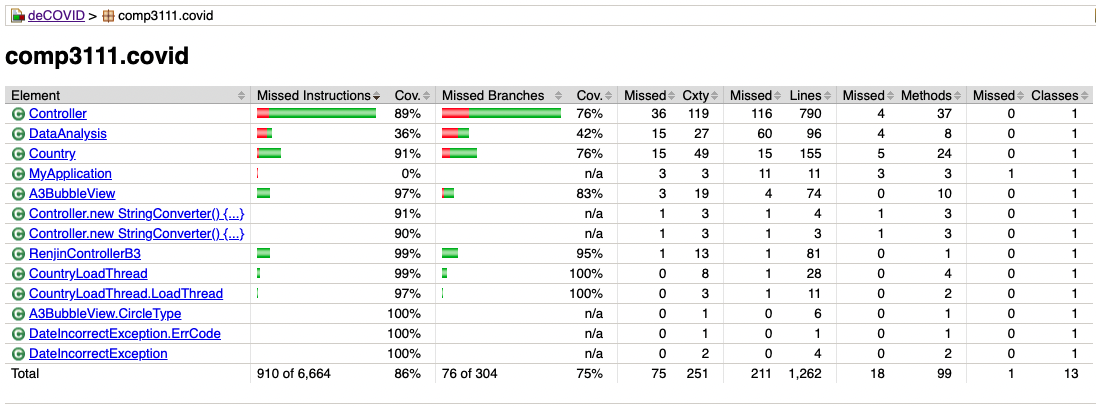 deCOVID > comp3111.covid
comp3111.covid
Element Missed Instructions Cov. Missed Branches Cov. Missed Cxty Missed Lines Missed Methods Missed Classes
Controller 89% 76% 36 119 116 790 4 37 0 1
DataAnalysis 36% 42% 15 27 60 96 4 8 0 1
Country 91% 76% 15 49 15 155 5 24 0 1
MyApplication 0% n/a 3 3 11 11 3 3 1 1
A3BubbleView 97% 83% 3 19 4 74 0 10 0 1
Controller.new StringConverter() {...} 91% n/a 1 3 1 4 1 3 0 1
Controller.new StringConverter() {...} 90% n/a 1 3 1 3 1 3 0 1
RenjinControllerB3 99% 95% 1 13 1 81 0 1 0 1
CountryLoadThread 99% 100% 0 8 1 28 0 4 0 1
CountryLoadThread.LoadThread 97% 100% 0 3 1 11 0 2 0 1
A3BubbleView.CircleType 100% n/a 0 1 0 6 0 1 0 1
DateIncorrectException.ErrCode 100% n/a 0 1 0 1 0 1 0 1
DateIncorrectException 100% n/a 0 2 0 4 0 2 0 1
Total 910 of 6,664 86% 76 of 304 75% 75 251 211 1,262 18 99 1 13